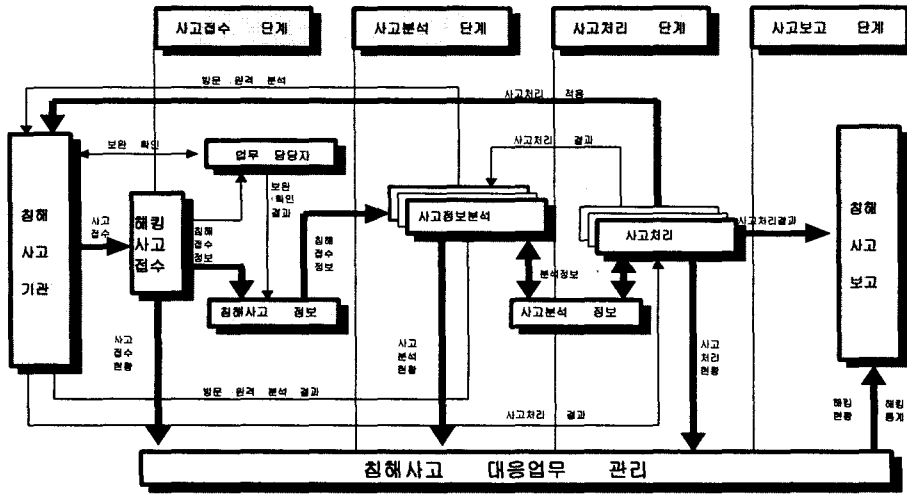 사고접수 단계
사고분석 단계
사고처리 단계
사고보고 단계
방문 원격 분석
사고처리 적용
보완 확인
업무 담당자
사고처리 결과
침해
사고
기관
사고
접수
해킹
사고
접수
침해
접수
정보
보완
확인
결과
침해
접수
정보
사고정보분석
사고처리
사고처리결과
침해
사고
보고
침해사고 정보
분석정보
사고분석 정보
사고
접수
현황
사고
분석
현황
사고
처리
현황
방문 원격 분석 결과
사고처리 결과
해킹
현황
해킹
통계
침해사고 대응업무 관리